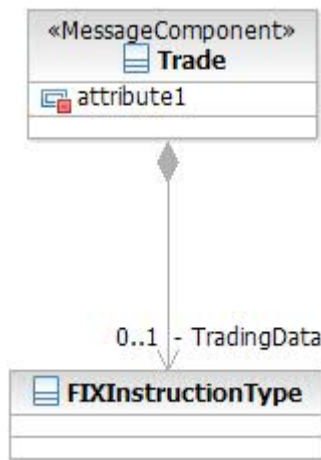 «MessageComponent»
Trade
attribute1
0..1 - TradingData
FIXInstructionType